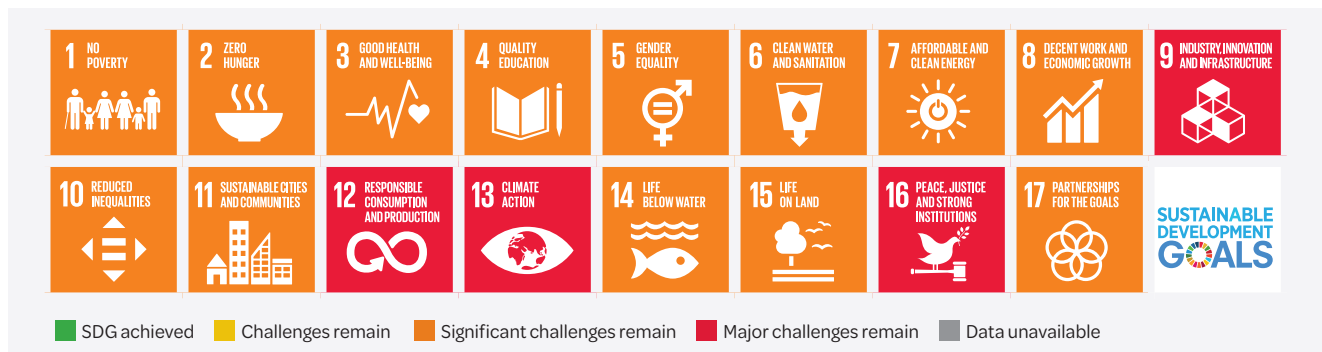 1 NO POVERTY
2 ZERO HUNGER
3 GOOD HEALTH AND WELL-BEING
4 QUALITY EDUCATION
5 GENDER EQUALITY
6 CLEAN WATER AND SANITATION
7 AFFORDABLE AND CLEAN ENERGY
8 DECENT WORK AND ECONOMIC GROWTH
9 INDUSTRY, INNOVATION AND INFRASTRUCTURE
10 REDUCED INEQUALITIES
11 SUSTAINABLE CITIES AND COMMUNITIES
12 RESPONSIBLE CONSUMPTION AND PRODUCTION
13 CLIMATE ACTION
14 LIFE BELOW WATER
15 LIFE ON LAND
16 PEACE, JUSTICE AND STRONG INSTITUTIONS
17 PARTNERSHIPS FOR THE GOALS
SUSTAINABLE
DEVELOPMENT
GOALS
SDG achieved
Challenges remain
Significant challenges remain
Major challenges remain
Data unavailable